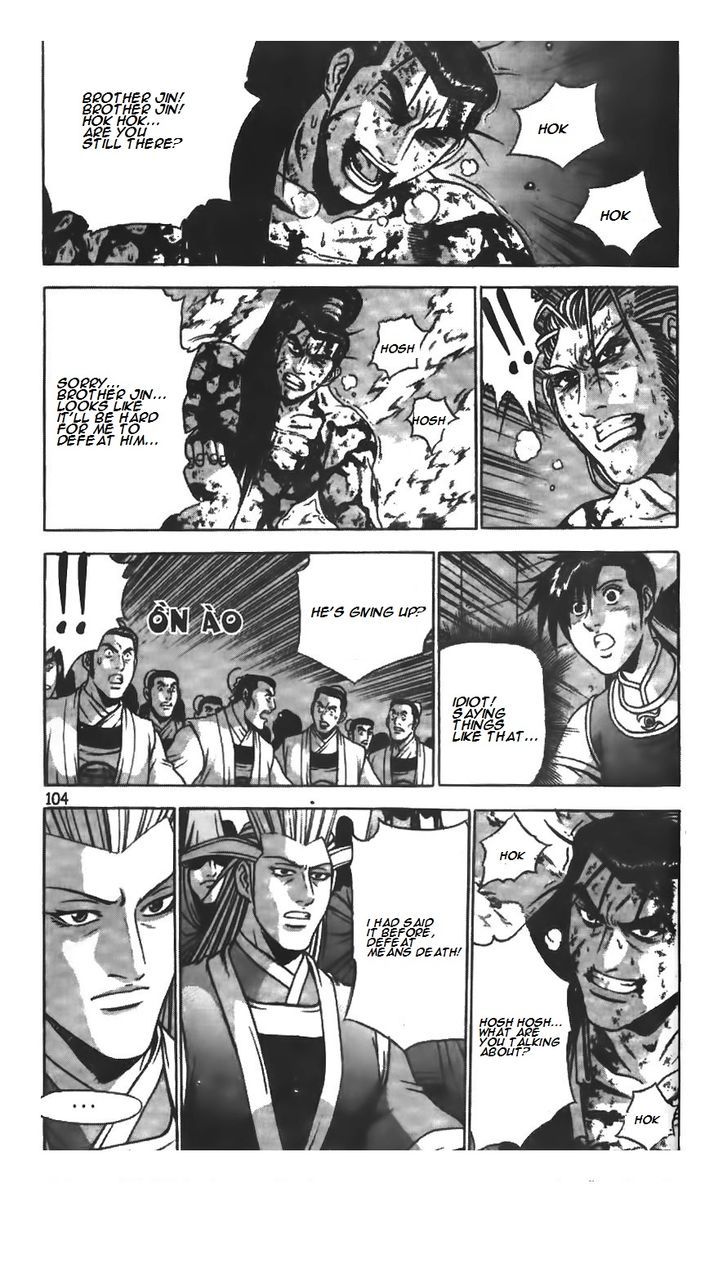 BROTHER JIN!
BROTHER JIN!
HOK HOK...
ARE YOU
STILL THERE?
HOK
HOK
SORRY...
BROTHER JIN...
LOOKS LIKE
IT'LL BE HARD
FOR ME TO
DEFEAT HIM...
HOSH
HOSH
!!
!!
ỒN ÀO
HE'S GIVING UP?
IDIOT!
SAYING
THINGS
LIKE THAT...
104
...
I HAD SAID
IT BEFORE,
DEFEAT
MEANS DEATH!
HOK
HOSH HOSH...
WHAT ARE
YOU TALKING
ABOUT?
HOK